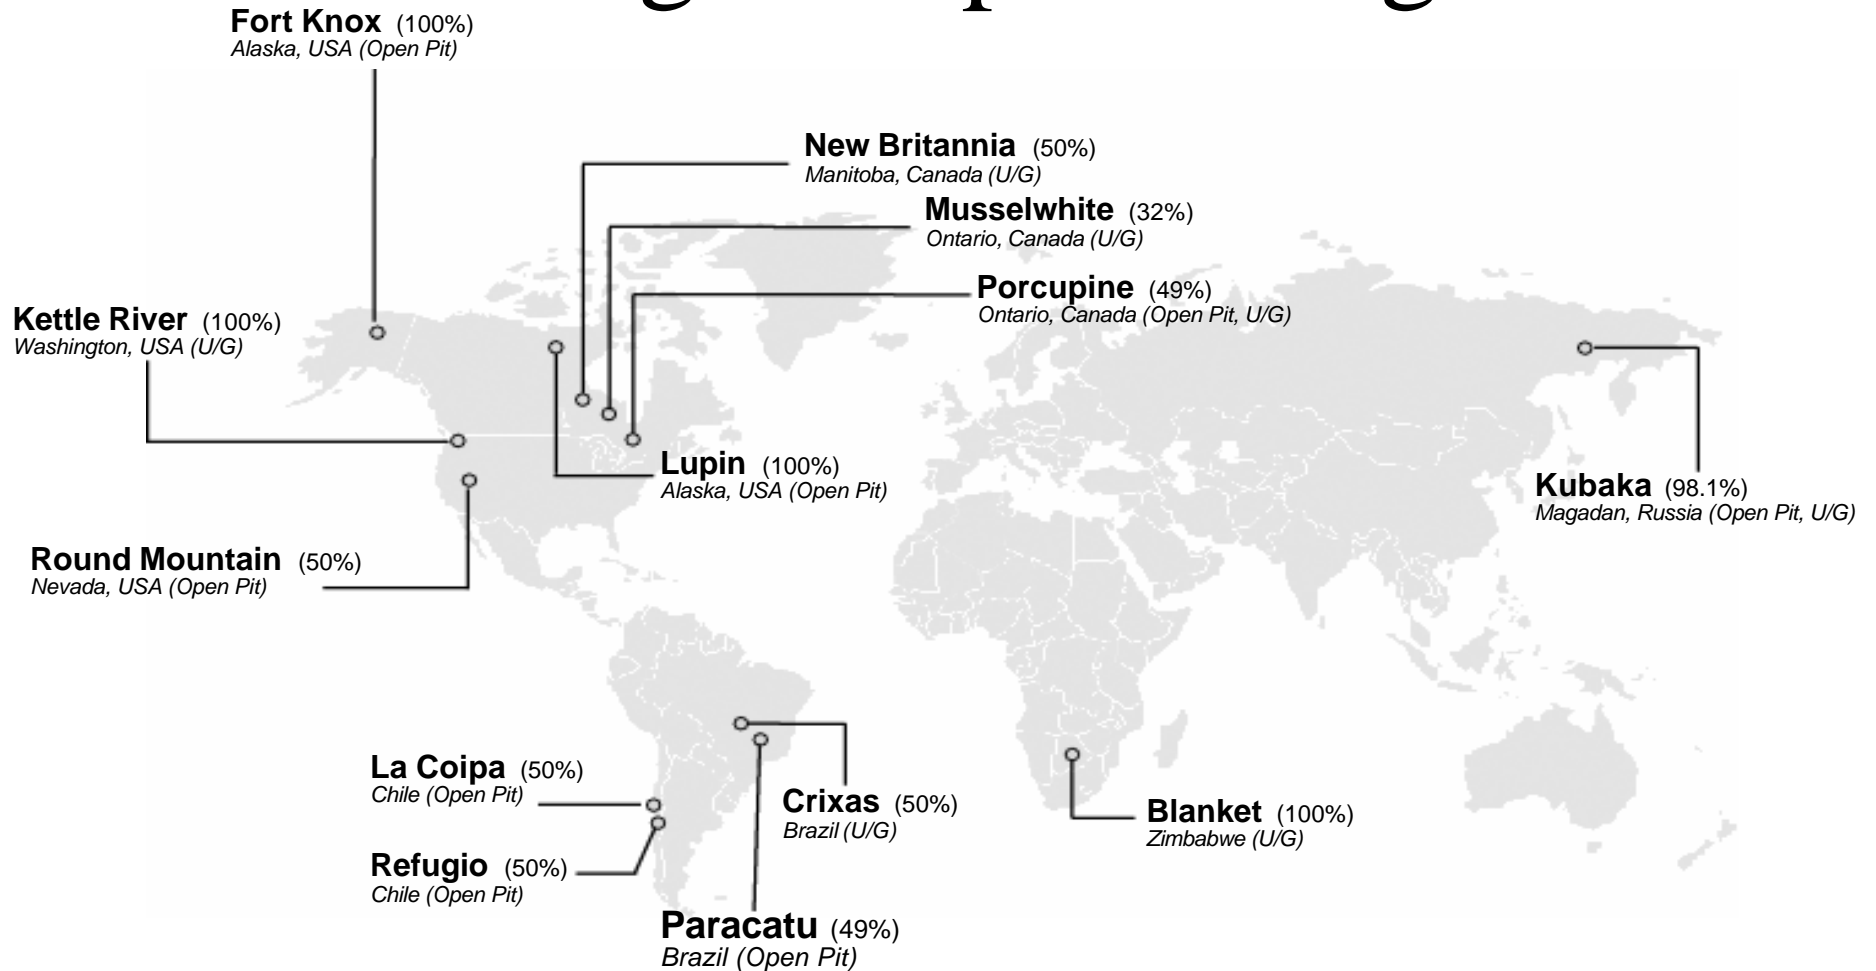 Fort Knox (100%)
Alaska, USA (Open Pit)
New Britannia (50%)
Manitoba, Canada (U/G)
Musselwhite (32%)
Ontario, Canada (U/G)
Porcupine (49%)
Ontario, Canada (Open Pit, U/G)
Kettle River (100%)
Washington, USA (U/G)
Lupin (100%)
Alaska, USA (Open Pit)
Kubaka (98.1%)
Magadan, Russia (Open Pit, U/G)
Round Mountain (50%)
Nevada, USA (Open Pit)
La Coipa (50%)
Chile (Open Pit)
Crixas (50%)
Brazil (U/G)
Blanket (100%)
Zimbabwe (U/G)
Refugio (50%)
Chile (Open Pit)
Paracatu (49%)
Brazil (Open Pit)